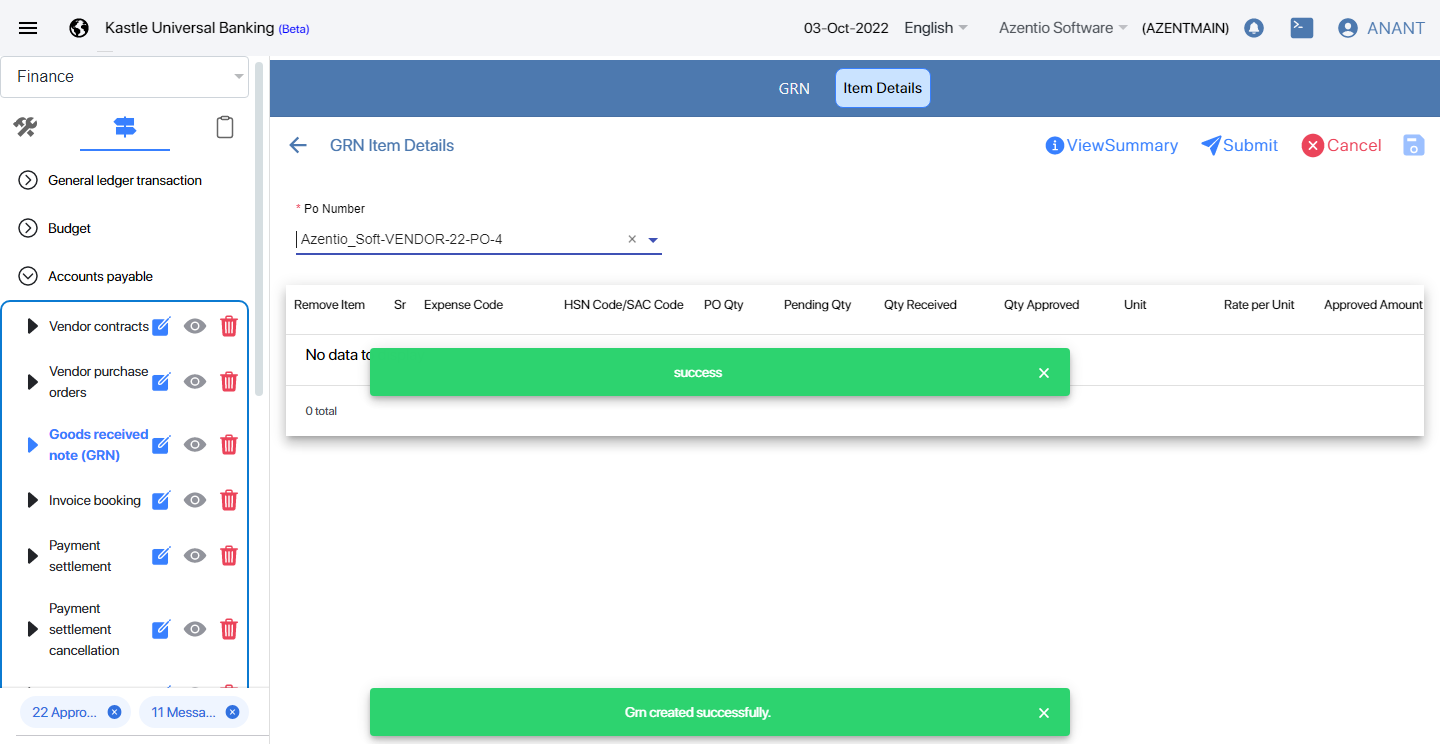 Kastle Universal Banking (Beta)
03-Oct-2022
English
Azentio Software
(AZENTMAIN)
ANANT
Finance
General ledger transaction
Budget
Accounts payable
Vendor contracts
Vendor purchase
orders
Goods received
note (GRN)
Invoice booking
Payment
settlement
Payment
settlement
cancellation
22 Appro...
11 Messa...
GRN
Item Details
GRN Item Details
ViewSummary
Submit
Cancel
* Po Number
Azentio_Soft-VENDOR-22-PO-4
Remove Item Sr Expense Code HSN Code/SAC Code PO Qty Pending Qty Qty Received Qty Approved Unit Rate per Unit Approved Amount
No data to
success
0 total
Grn created successfully.